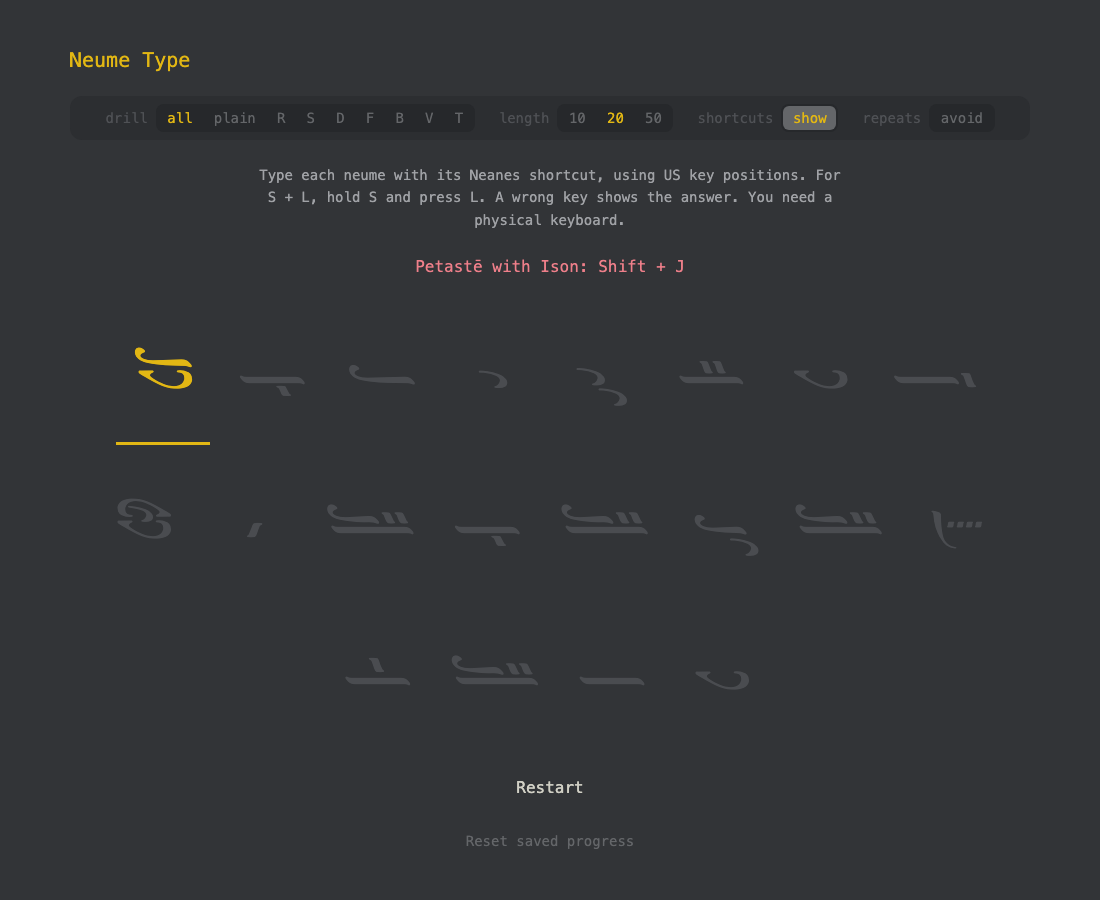 Neume Type
drill all plain R S D F B V T length 10 20 50 shortcuts show repeats avoid
Type each neume with its Neanes shortcut, using US key positions. For
S + L, hold S and press L. A wrong key shows the answer. You need a
physical keyboard.
Petastē with Ison: Shift + J
Restart
Reset saved progress